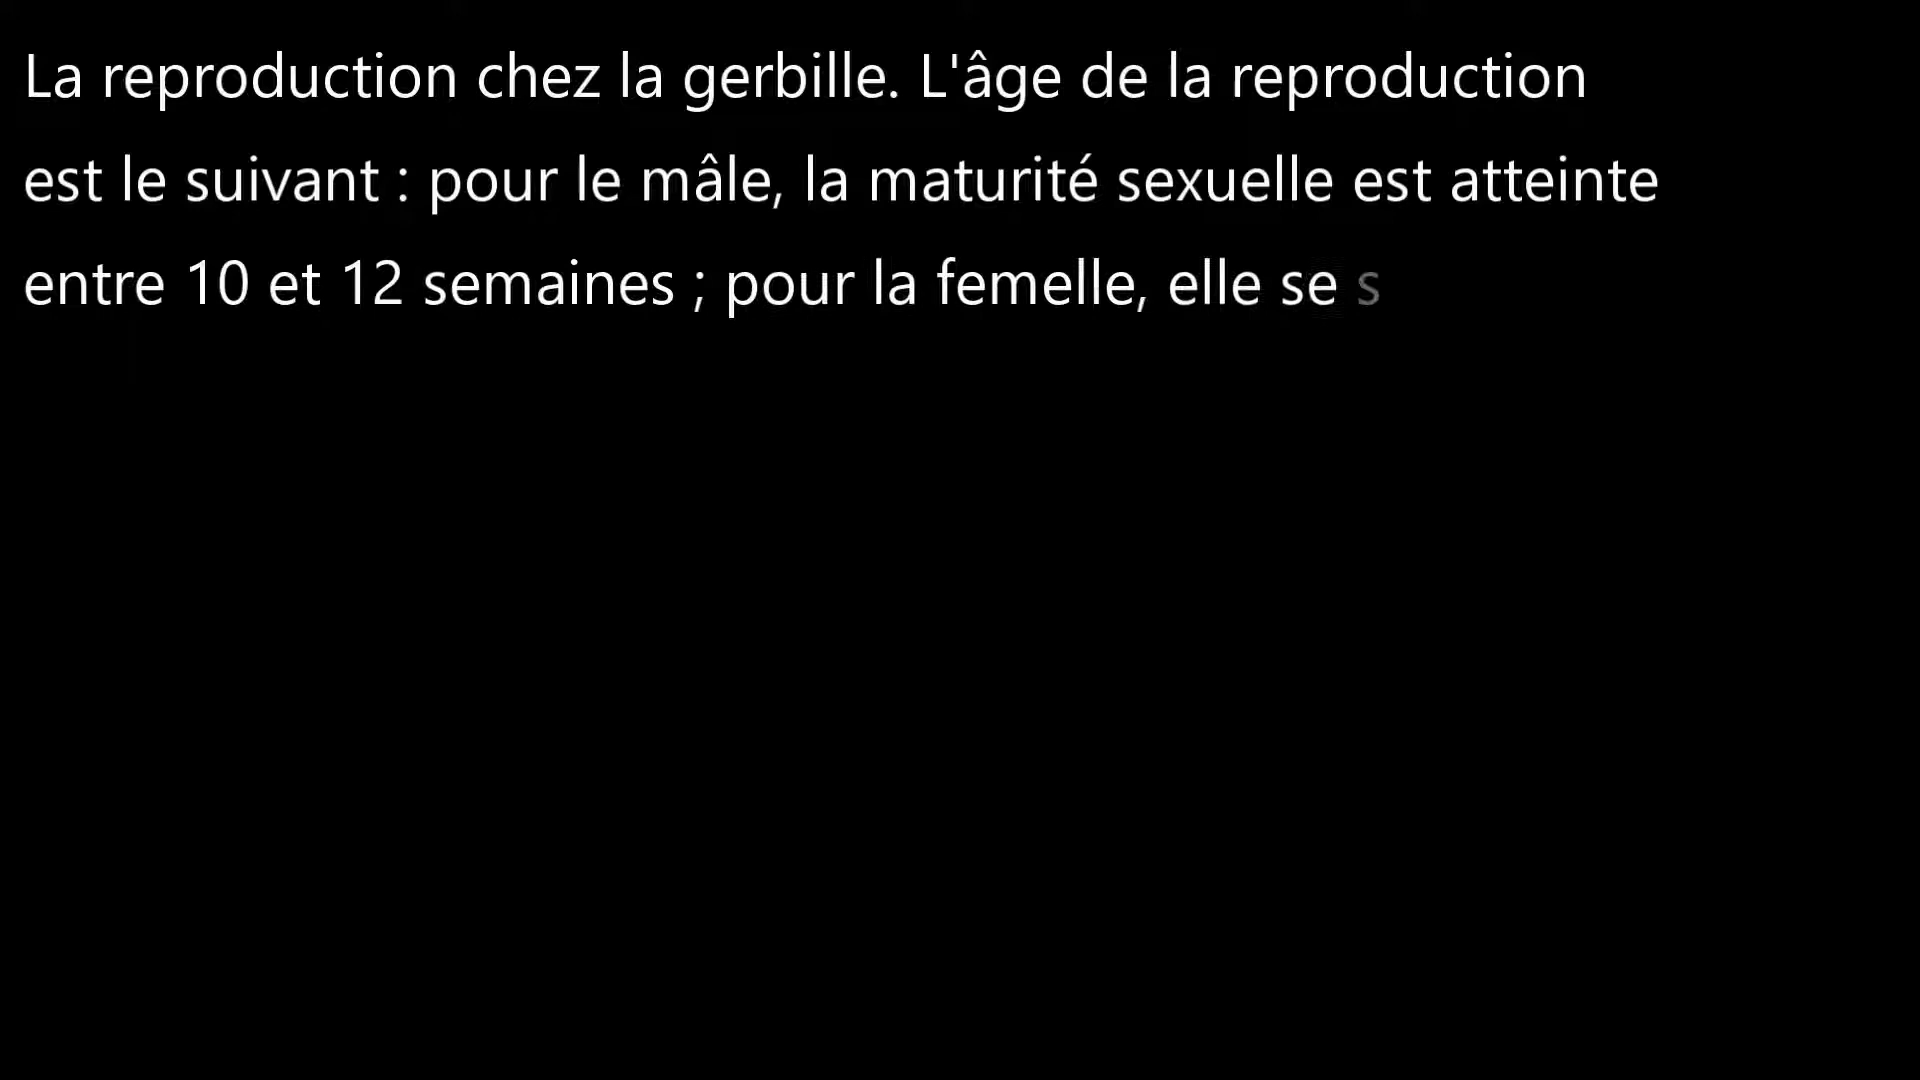 La reproduction chez la gerbille. L'âge de la reproduction
est le suivant : pour le mâle, la maturité sexuelle est atteinte
entre 10 et 12 semaines ; pour la femelle, elle se s